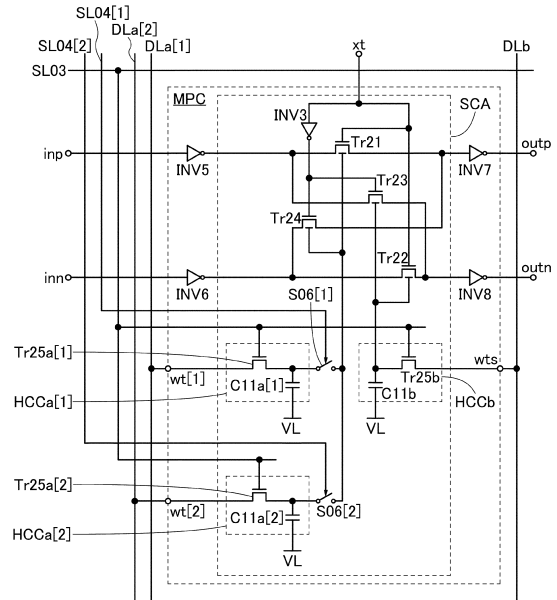 SL04[1]
DLa[2]
SL04[2]
DLa[1]
xt
DLb
SL03
MPC
SCA
INV3
Tr21
outp
inp
INV5
INV7
Tr23
Tr24
Tr22
inn
outn
INV6
S06[1]
INV8
Tr25a[1]
wts
wt[1]
C11a[1]
Tr25b
C11b
HCCa[1]
HCCb
VL
VL
Tr25a[2]
wt[2]
C11a[2]
S06[2]
HCCa[2]
VL